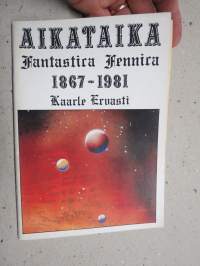 AIKATAIKA
Fantastica Fennica
1867-1981
Kaarle Ervasti